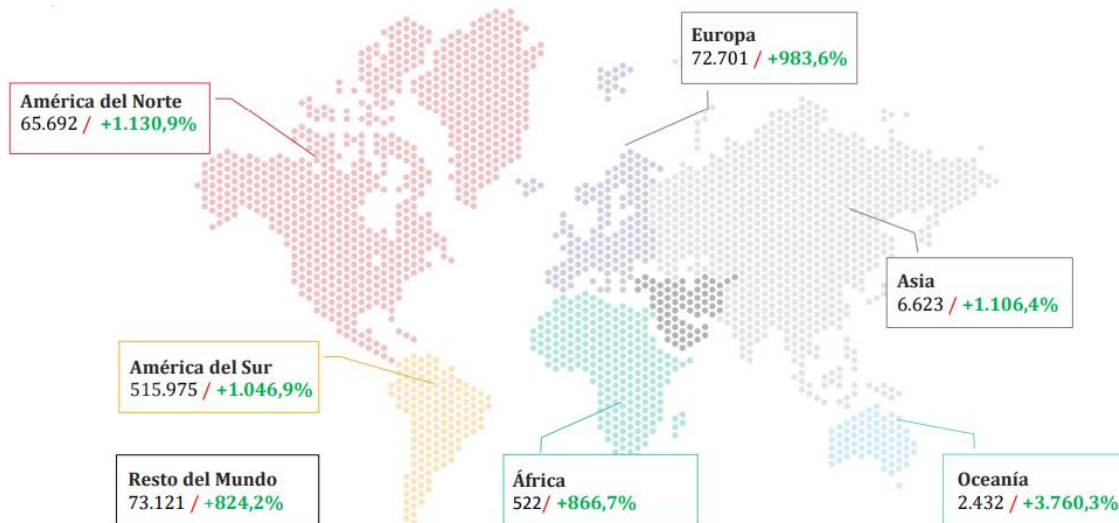 Europa
72.701 / +983,6%
América del Norte
65.692 / +1.130,9%
Asia
6.623 / +1.106,4%
América del Sur
515.975 / +1.046,9%
Resto del Mundo
73.121 / +824,2%
África
522/ +866,7%
Oceanía
2.432 / +3.760,3%